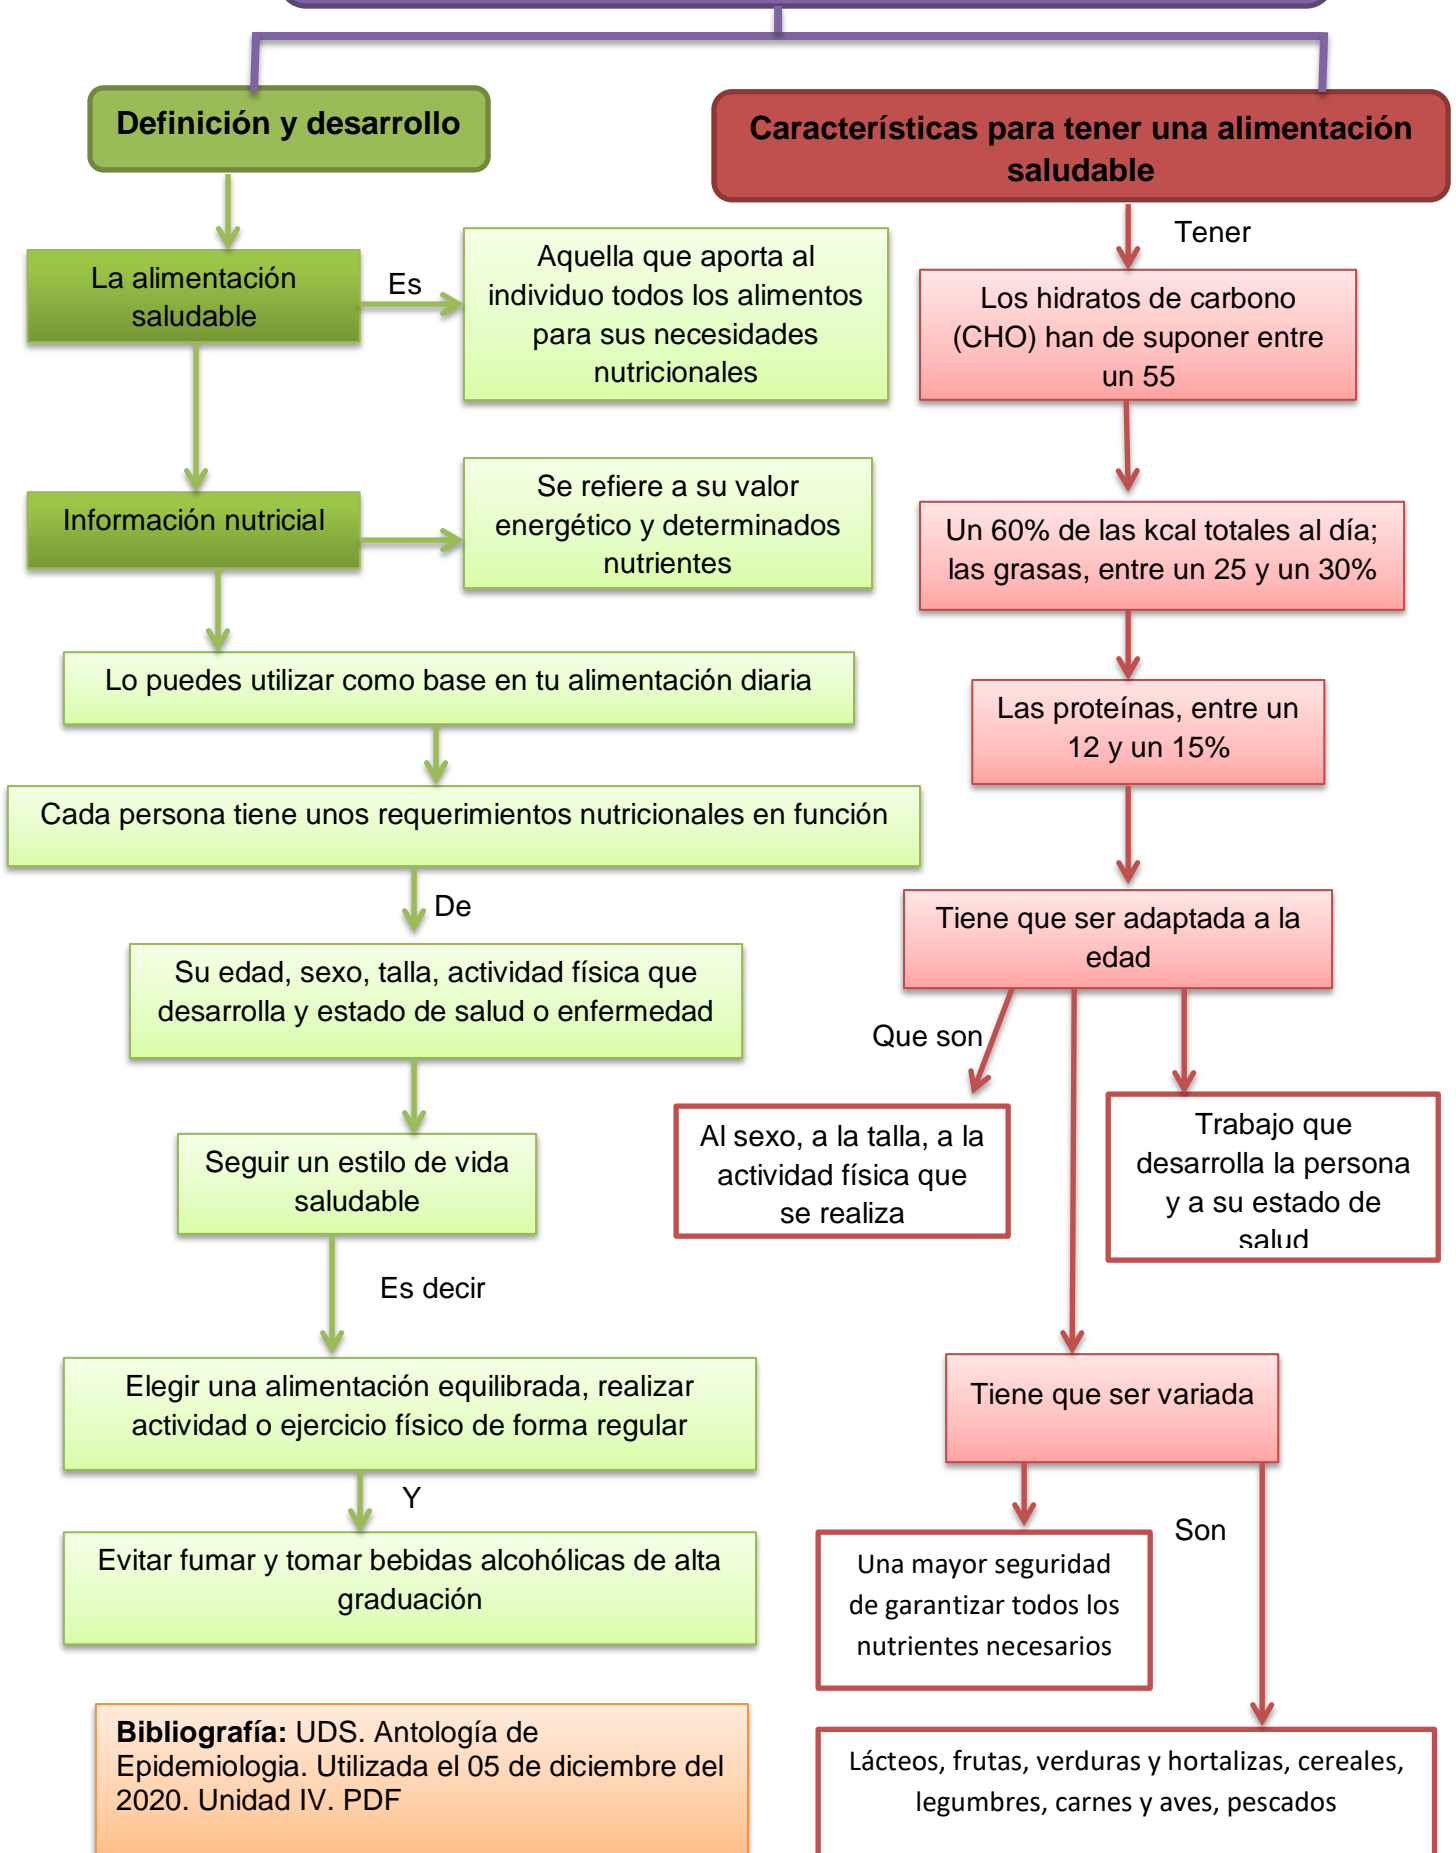 Definición y desarrollo
La alimentación
saludable
Es
Aquella que aporta al
individuo todos los alimentos
para sus necesidades
nutricionales
Información nutricial
Se refiere a su valor
energético y determinados
nutrientes
Lo puedes utilizar como base en tu alimentación diaria
Cada persona tiene unos requerimientos nutricionales en función
De
Su edad, sexo, talla, actividad física que
desarrolla y estado de salud o enfermedad
Seguir un estilo de vida
saludable
Es decir
Elegir una alimentación equilibrada, realizar
actividad o ejercicio físico de forma regular
Y
Evitar fumar y tomar bebidas alcohólicas de alta
graduación
Bibliografía: UDS. Antología de
Epidemiologia. Utilizada el 05 de diciembre del
2020. Unidad IV. PDF
Características para tener una alimentación
saludable
Tener
Los hidratos de carbono
(CHO) han de suponer entre
un 55
Un 60% de las kcal totales al día;
las grasas, entre un 25 y un 30%
Las proteínas, entre un
12 y un 15%
Tiene que ser adaptada a la
edad
Que son
Al sexo, a la talla, a la
actividad física que
se realiza
Trabajo que
desarrolla la persona
y a su estado de
salud
Tiene que ser variada
Son
Una mayor seguridad
de garantizar todos los
nutrientes necesarios
Lácteos, frutas, verduras y hortalizas, cereales,
legumbres, carnes y aves, pescados